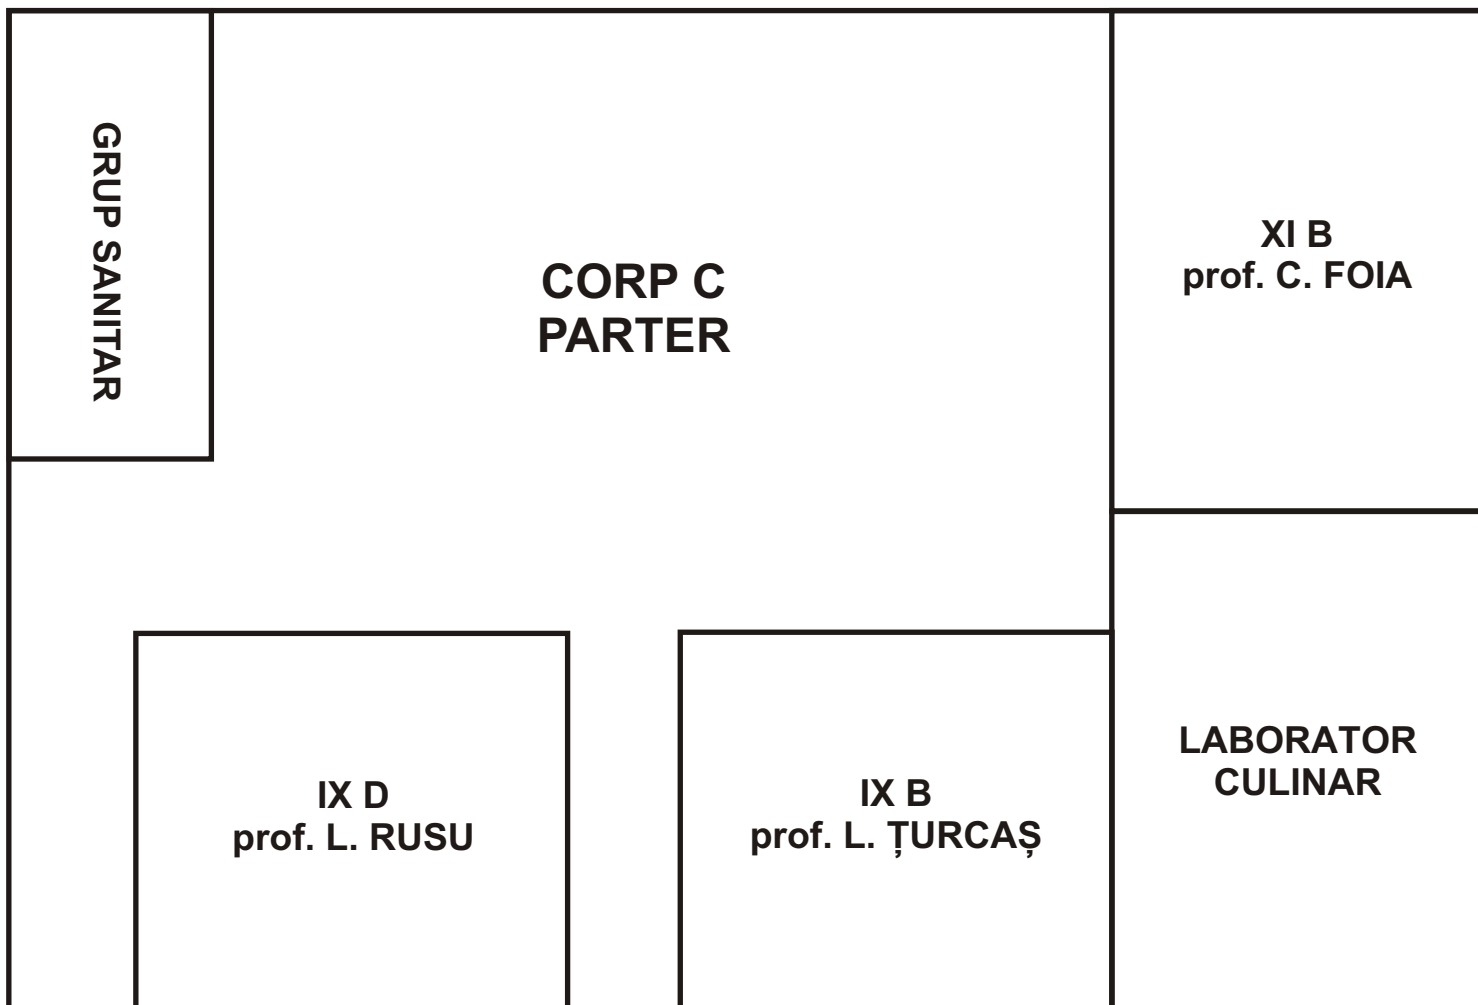 GRUP SANITAR
CORP C
PARTER
XI B
prof. C. FOIA
IX D
prof. L. RUSU
IX B
prof. L. ȚURCAȘ
LABORATOR
CULINAR